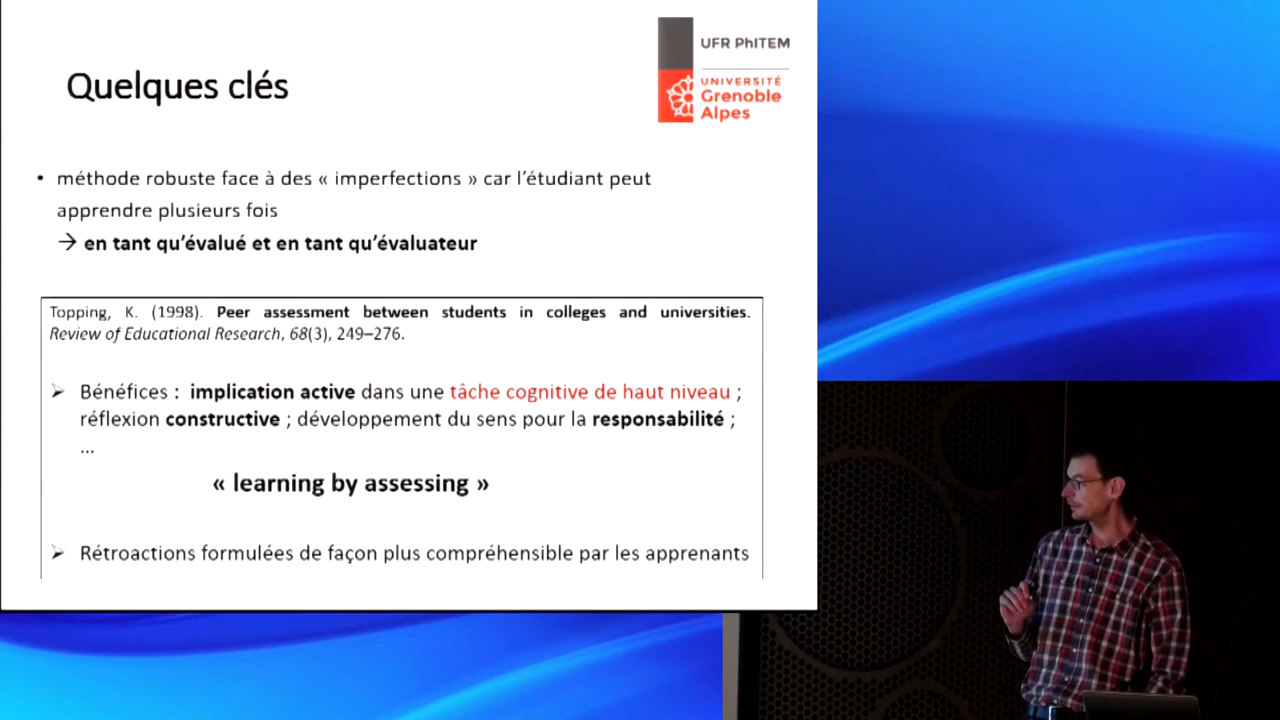 Quelques clés
UFR PhITEM
UNIVERSITÉ
Grenoble
Alpes
• méthode robuste face à des « imperfections » car l'étudiant peut
apprendre plusieurs fois
→ en tant qu'évalué et en tant qu'évaluateur
Topping, K. (1998). Peer assessment between students in colleges and universities.
Review of Educational Research, 68(3), 249–276.
➢ Bénéfices : implication active dans une tâche cognitive de haut niveau ;
réflexion constructive ; développement du sens pour la responsabilité ;
...
« learning by assessing »
➢ Rétroactions formulées de façon plus compréhensible par les apprenants